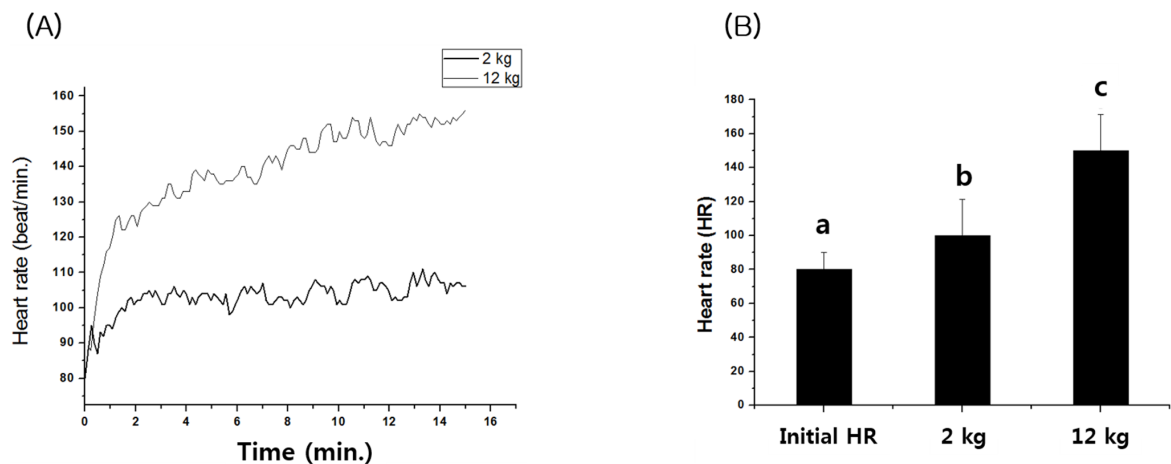 (A)
2 kg
12 kg
160
150
140
130
120
110
100
90
80
0 2 4 6 8 10 12 14 16
Heart rate (beat/min.)
Time (min.)
(B)
180
160
140
120
100
80
60
40
20
0
Heart rate (HR)
a
b
c
Initial HR 2 kg 12 kg